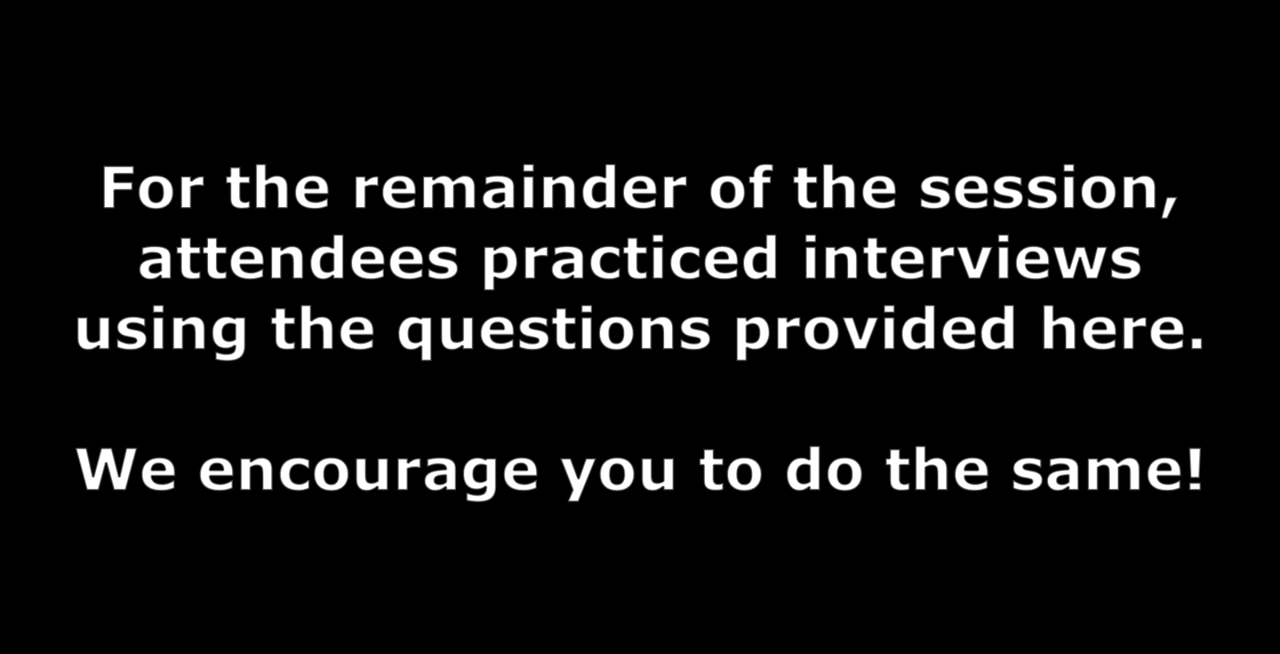 For the remainder of the session,
attendees practiced interviews
using the questions provided here.
We encourage you to do the same!